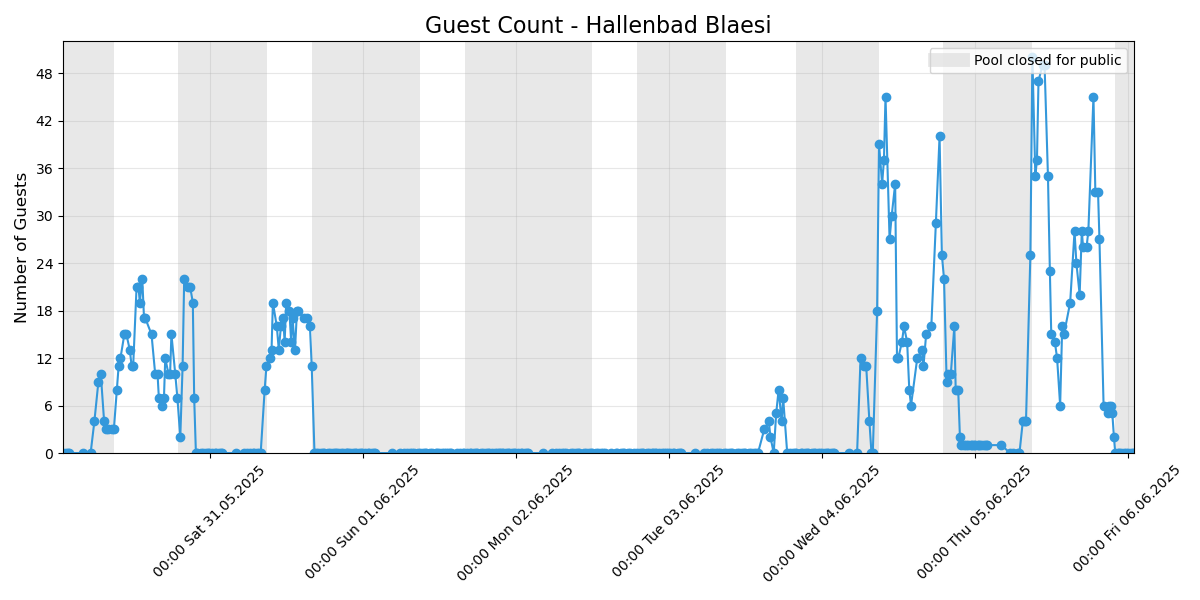 Guest Count - Hallenbad Blaesi
Pool closed for public
Number of Guests
48
42
36
30
24
18
12
6
0
00:00 Sat 31.05.2025
00:00 Sun 01.06.2025
00:00 Mon 02.06.2025
00:00 Tue 03.06.2025
00:00 Wed 04.06.2025
00:00 Thu 05.06.2025
00:00 Fri 06.06.2025